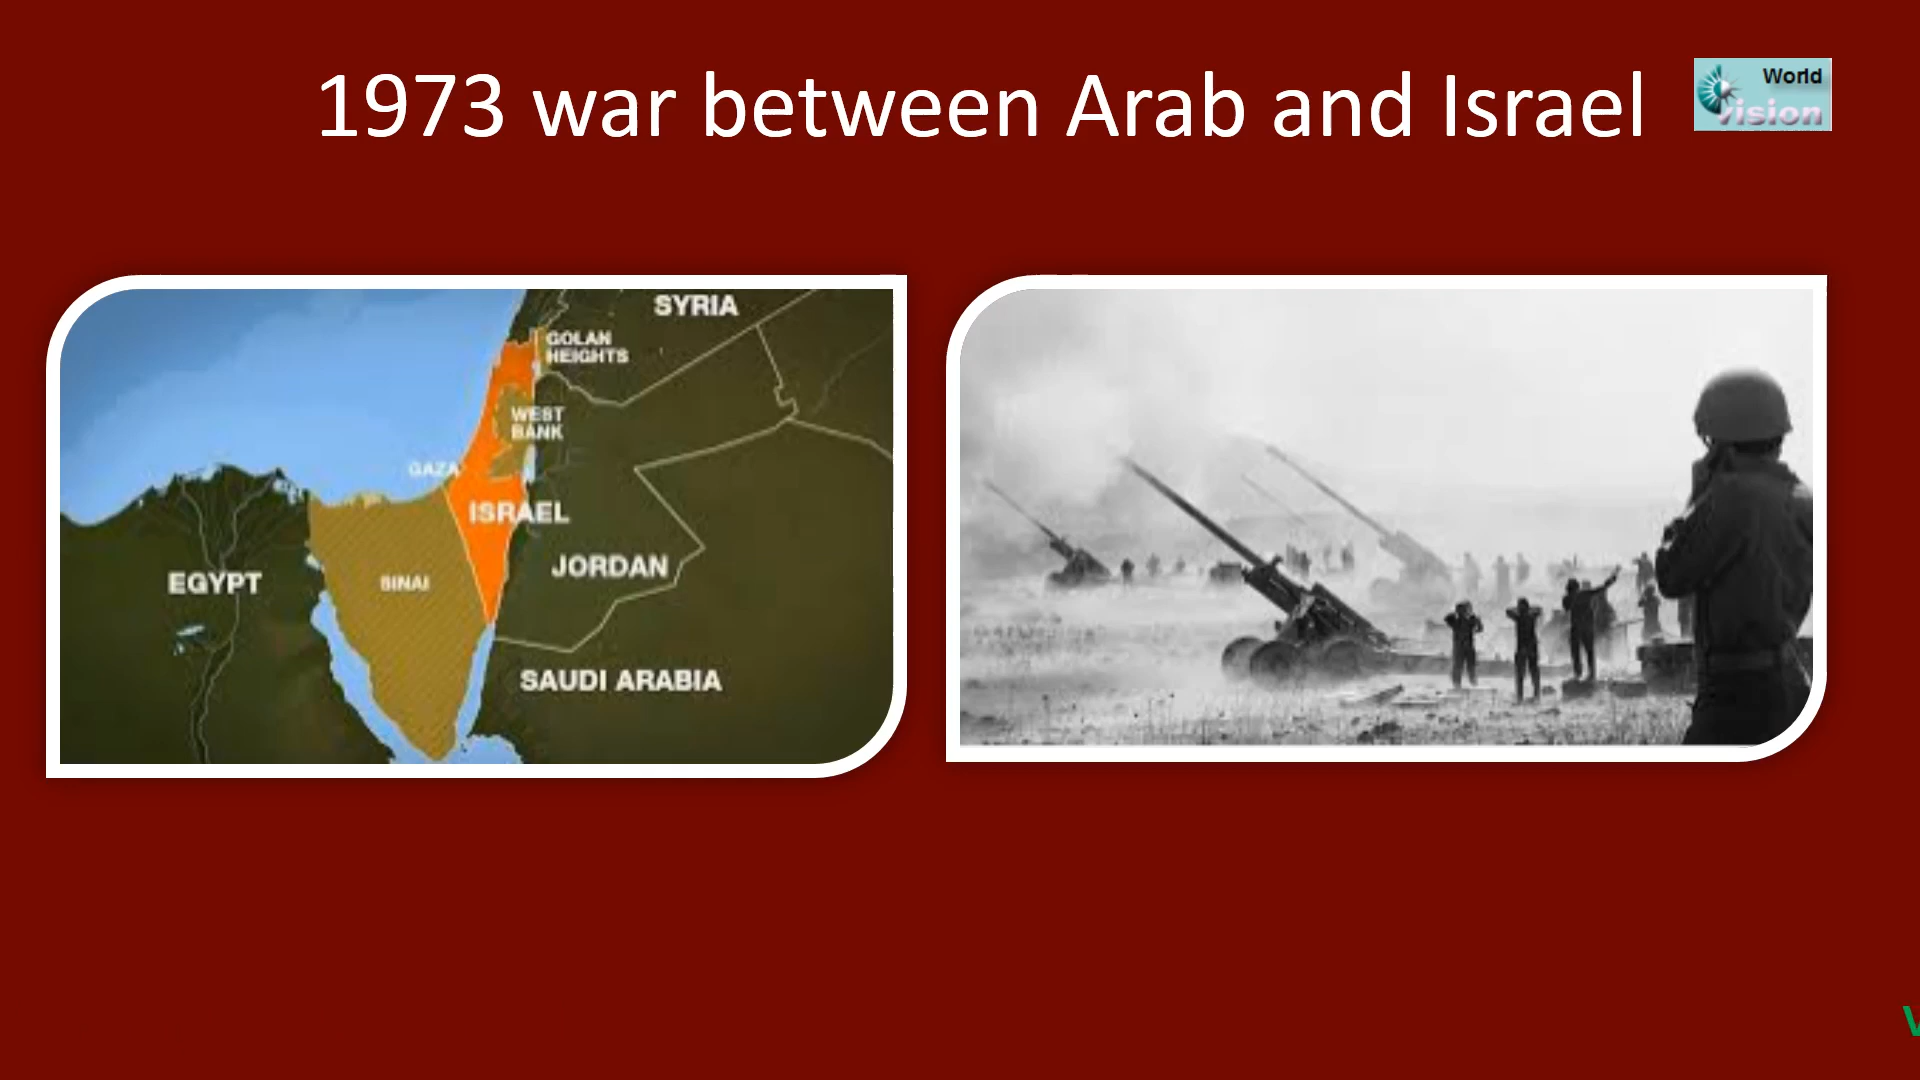 1973 war between Arab and Israel
World
vision
SYRIA
GOLAN
HEIGHTS
WEST
BANK
GAZA
ISRAEL
JORDAN
EGYPT
SINAI
SAUDI ARABIA